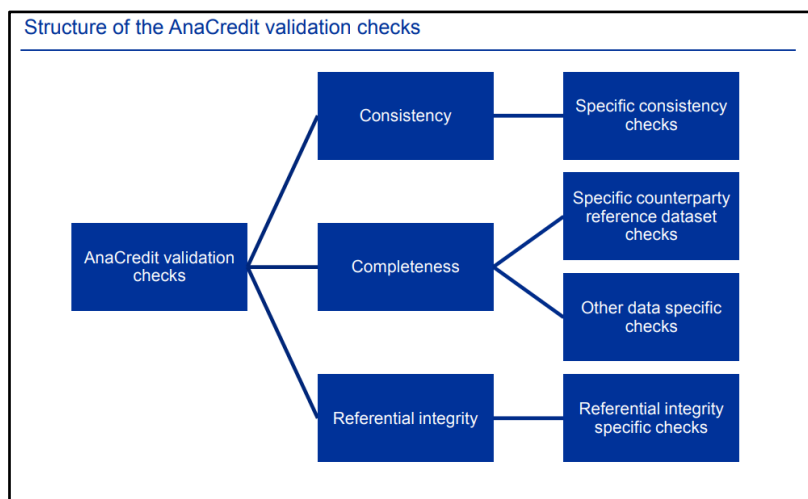 Structure of the AnaCredit validation checks
Consistency
Specific consistency
checks
Specific counterparty
reference dataset
checks
AnaCredit validation
checks
Completeness
Other data specific
checks
Referential integrity
Referential integrity
specific checks